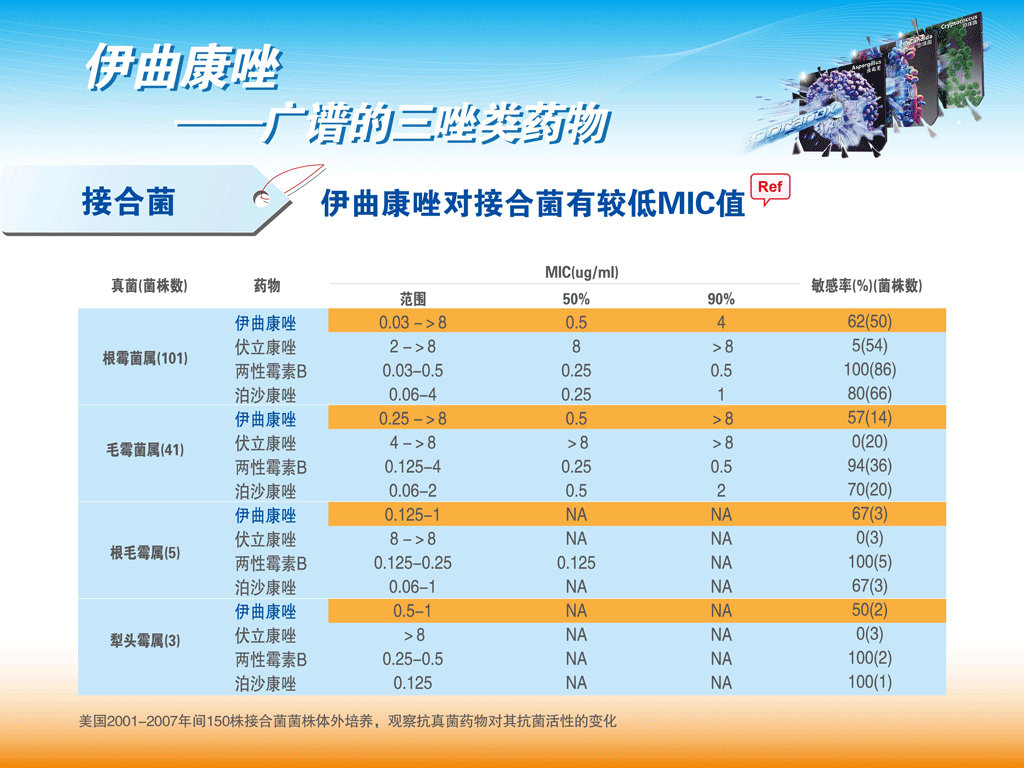 伊曲康唑
——广谱的三唑类药物
Aspergillus
曲霉菌
Candida
念珠菌
Cryptococcus
隐球菌
接合菌
伊曲康唑对接合菌有较低MIC值 Ref
真菌(菌株数) 药物 MIC(ug/ml) 敏感率(%)(菌株数)
范围 50% 90%
根霉菌属(101)
伊曲康唑 0.03 – > 8 0.5 4 62(50)
伏立康唑 2 – > 8 8 > 8 5(54)
两性霉素B 0.03–0.5 0.25 0.5 100(86)
泊沙康唑 0.06–4 0.25 1 80(66)
毛霉菌属(41)
伊曲康唑 0.25 – > 8 0.5 > 8 57(14)
伏立康唑 4 – > 8 > 8 > 8 0(20)
两性霉素B 0.125–4 0.25 0.5 94(36)
泊沙康唑 0.06–2 0.5 2 70(20)
根毛霉属(5)
伊曲康唑 0.125–1 NA NA 67(3)
伏立康唑 8 – > 8 NA NA 0(3)
两性霉素B 0.125–0.25 0.125 NA 100(5)
泊沙康唑 0.06–1 NA NA 67(3)
犁头霉属(3)
伊曲康唑 0.5–1 NA NA 50(2)
伏立康唑 > 8 NA NA 0(3)
两性霉素B 0.25–0.5 NA NA 100(2)
泊沙康唑 0.125 NA NA 100(1)
美国2001–2007年间150株接合菌菌株体外培养，观察抗真菌药物对其抗菌活性的变化